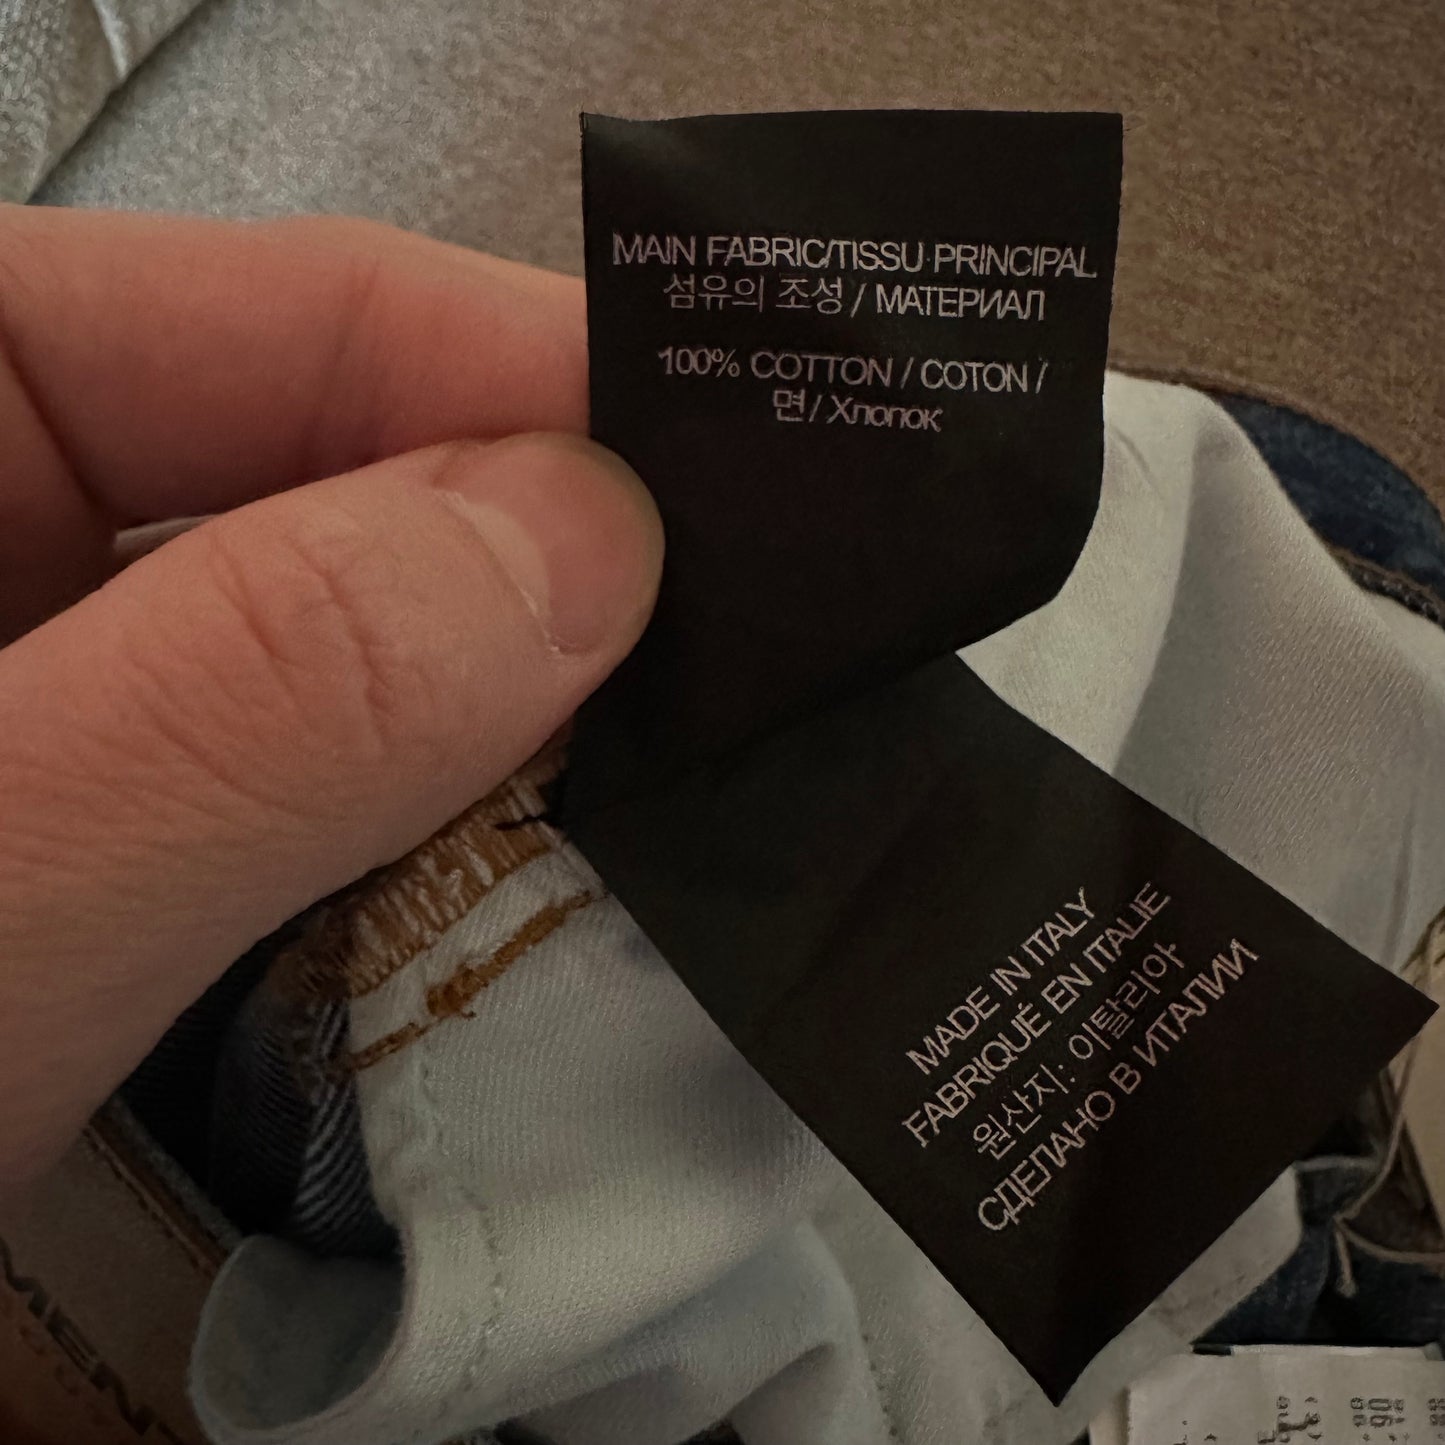 MAIN FABRIC/TISSU PRINCIPAL
섬유의 조성 / МАТЕРИАЛ
100% COTTON / COTON /
면 / Хлопок
MADE IN ITALY
FABRIQUÉ EN ITALIE
원산지: 이탈리아
СДЕЛАНО В ИТАЛИИ